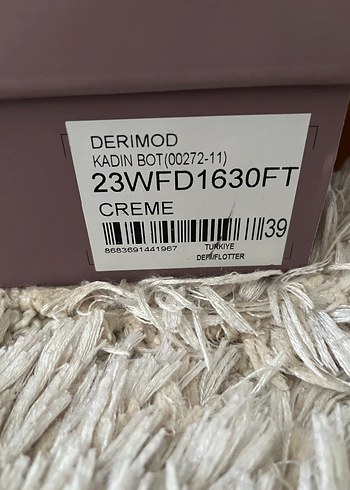 DERIMOD
KADIN BOT(00272-11)
23WFD1630FT
CREME
39
8683691441967
TURKIYE
DERI/FLOTTER